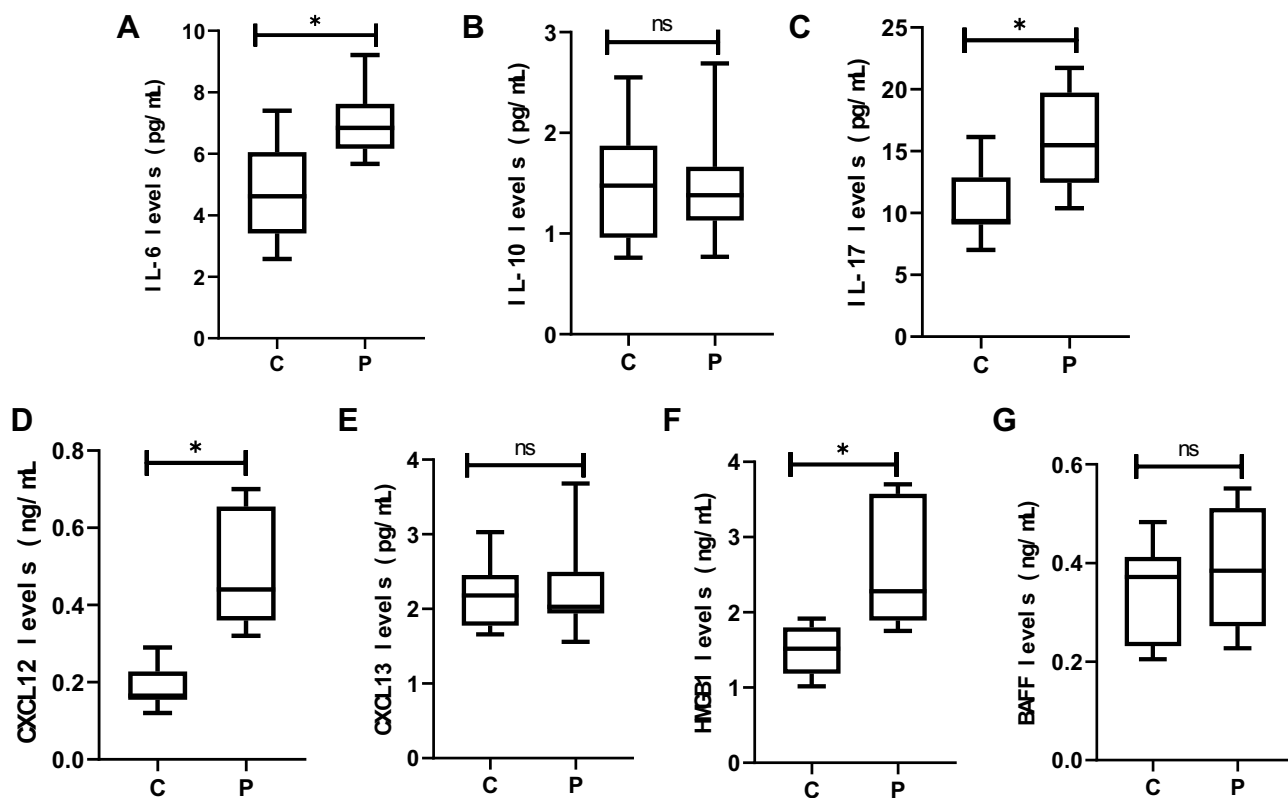 A
IL-6 levels (pg/mL)
10
8
6
4
2
0
*
C
P
B
IL-10 levels (pg/mL)
3
2
1
0
ns
C
P
C
IL-17 levels (pg/mL)
25
20
15
10
5
0
*
C
P
D
CXCL12 levels (ng/mL
0.8
0.6
0.4
0.2
0.0
*
C
P
E
CXCL13 levels (pg/mL)
4
3
2
1
0
ns
C
P
F
HMGB1 levels (ng/mL)
4
3
2
1
0
*
C
P
G
BAFF levels (ng/mL)
0.6
0.4
0.2
0.0
ns
C
P